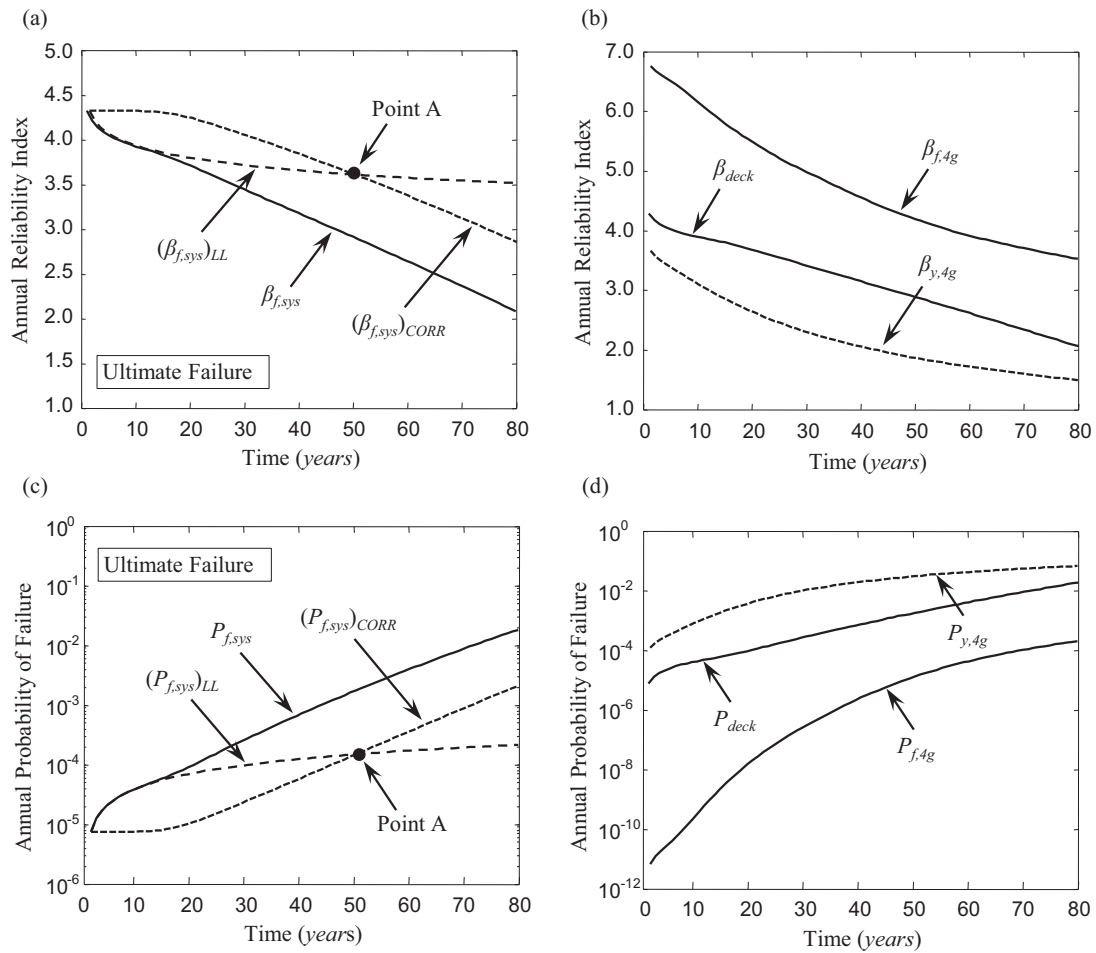 (a)
5.0
4.5
4.0
3.5
3.0
2.5
2.0
1.5
1.0
0 10 20 30 40 50 60 70 80
Annual Reliability Index
Time (years)
Point A
(βf,sys)LL
βf,sys
(βf,sys)CORR
Ultimate Failure
(b)
7.0
6.0
5.0
4.0
3.0
2.0
1.0
0 10 20 30 40 50 60 70 80
Annual Reliability Index
Time (years)
βf,4g
βdeck
βy,4g
(c)
10^0
10^-1
10^-2
10^-3
10^-4
10^-5
10^-6
0 10 20 30 40 50 60 70 80
Annual Probability of Failure
Time (years)
Ultimate Failure
(Pf,sys)CORR
Pf,sys
(Pf,sys)LL
Point A
(d)
10^0
10^-2
10^-4
10^-6
10^-8
10^-10
10^-12
0 10 20 30 40 50 60 70 80
Annual Probability of Failure
Time (years)
Py,4g
Pdeck
Pf,4g